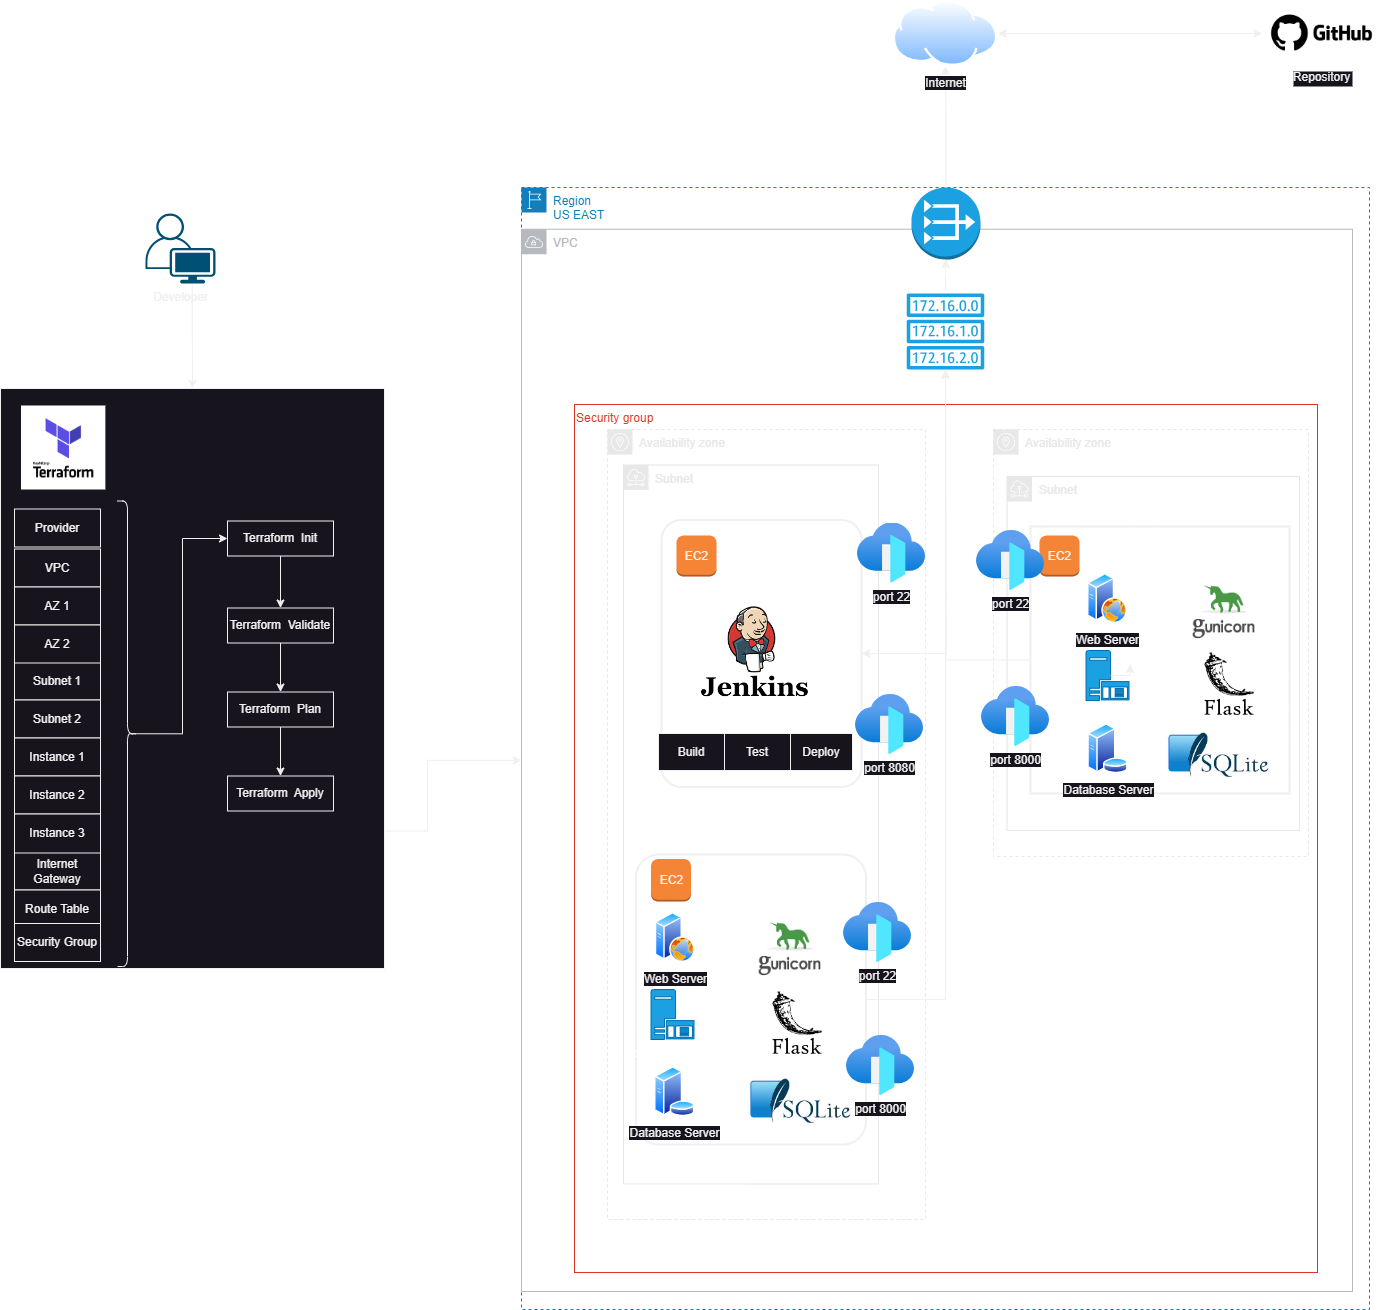 GitHub
Repository
Internet
Region
US EAST
VPC
Developer
172.16.0.0
172.16.1.0
172.16.2.0
Security group
HashiCorp
Terraform
Provider
VPC
AZ 1
AZ 2
Subnet 1
Subnet 2
Instance 1
Instance 2
Instance 3
Internet
Gateway
Route Table
Security Group
Terraform Init
Terraform Validate
Terraform Plan
Terraform Apply
Availability zone
Subnet
EC2
port 22
Jenkins
Build
Test
Deploy
port 8080
EC2
Web Server
gunicorn
port 22
Flask
SQLite
port 8000
Database Server
Availability zone
Subnet
EC2
port 22
Web Server
gunicorn
Flask
port 8000
SQLite
Database Server